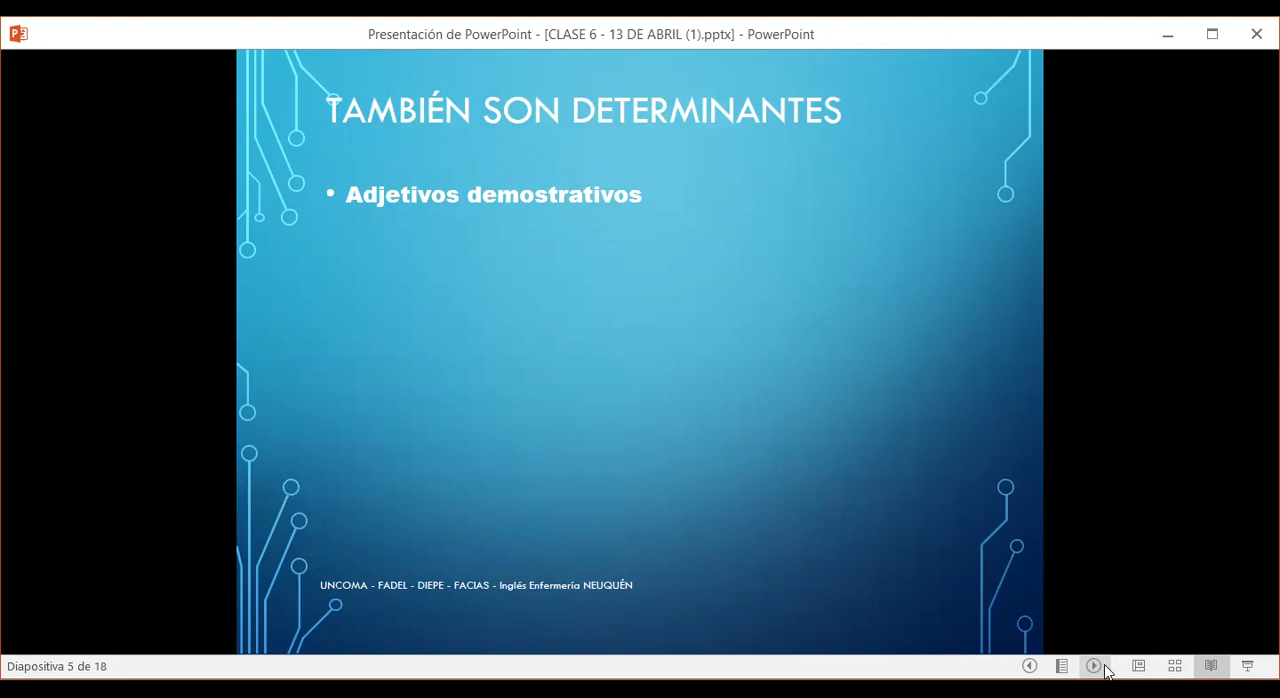 Presentación de PowerPoint - [CLASE 6 - 13 DE ABRIL (1).pptx] - PowerPoint
TAMBIÉN SON DETERMINANTES
• Adjetivos demostrativos
UNCOMA - FADEL - DIEPE - FACIAS - Inglés Enfermería NEUQUÉN
Diapositiva 5 de 18